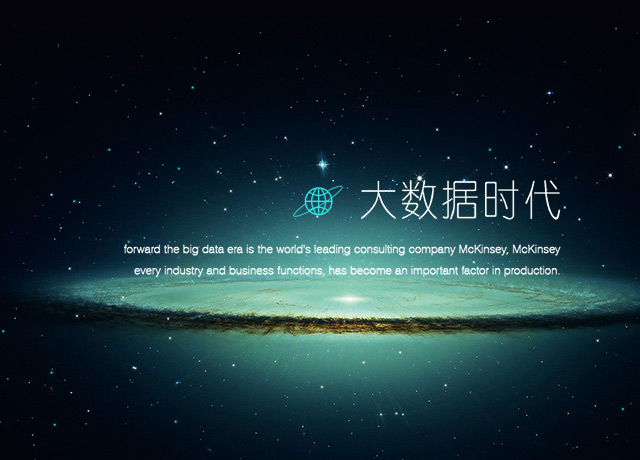 大数据时代
forward the big data era is the world's leading consulting company McKinsey, McKinsey
every industry and business functions, has become an important factor in production.